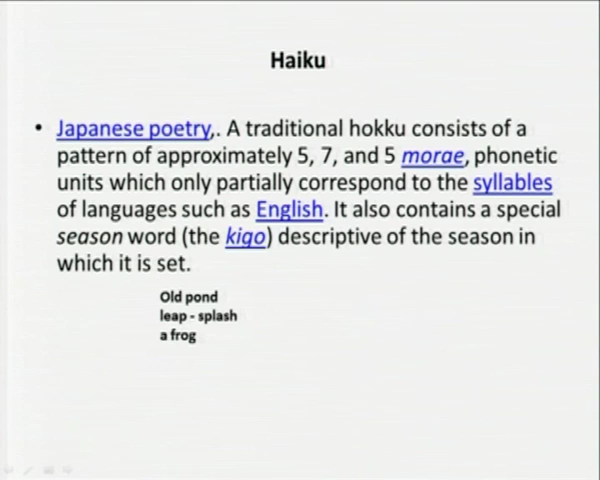 Haiku
• Japanese poetry,. A traditional hokku consists of a
pattern of approximately 5, 7, and 5 morae, phonetic
units which only partially correspond to the syllables
of languages such as English. It also contains a special
season word (the kigo) descriptive of the season in
which it is set.
Old pond
leap - splash
a frog